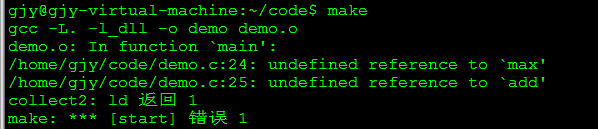 gjy@gjy-virtual-machine:~/code$ make
gcc -L. -l_dll -o demo demo.o
demo.o: In function `main':
/home/gjy/code/demo.c:24: undefined reference to `max'
/home/gjy/code/demo.c:25: undefined reference to `add'
collect2: ld 返回 1
make: *** [start] 错误 1